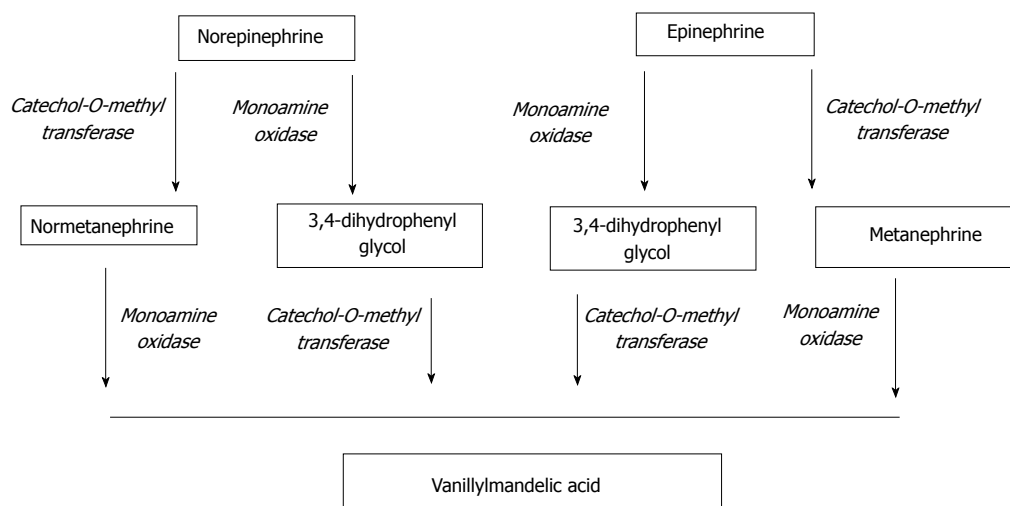 Norepinephrine
Epinephrine
Catechol-O-methyl
transferase
Monoamine
oxidase
Monoamine
oxidase
Catechol-O-methyl
transferase
Normetanephrine
3,4-dihydrophenyl
glycol
3,4-dihydrophenyl
glycol
Metanephrine
Monoamine
oxidase
Catechol-O-methyl
transferase
Catechol-O-methyl
transferase
Monoamine
oxidase
Vanillylmandelic acid